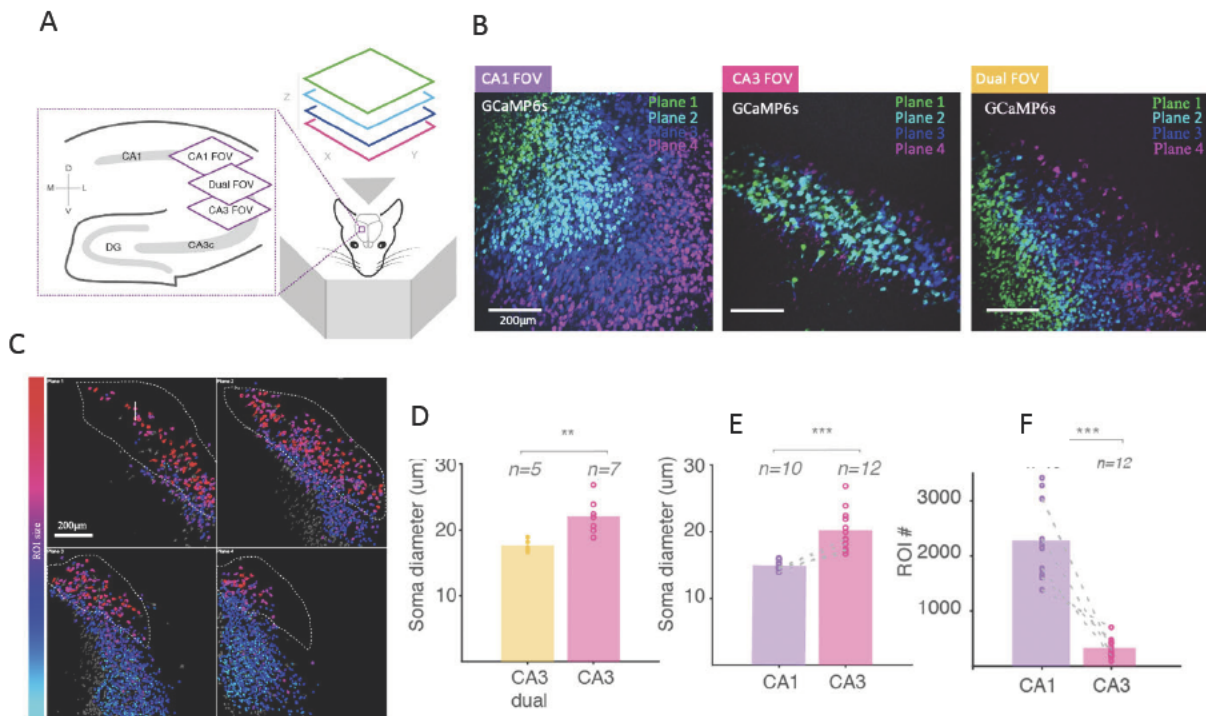 A
Z
X
Y
CA1
CA1 FOV
Dual FOV
CA3 FOV
D
M
L
V
DG
CA3c
B
CA1 FOV
GCaMP6s
Plane 1
Plane 2
Plane 3
Plane 4
200µm
CA3 FOV
GCaMP6s
Plane 1
Plane 2
Plane 3
Plane 4
Dual FOV
GCaMP6s
Plane 1
Plane 2
Plane 3
Plane 4
C
ROI size
Plane 1
Plane 2
200µm
Plane 3
Plane 4
D
**
n=5
n=7
Soma diameter (um)
30
20
10
CA3
dual
CA3
E
***
n=10
n=12
Soma diameter (um)
30
20
10
CA1
CA3
F
***
n=12
ROI #
3000
2000
1000
CA1
CA3